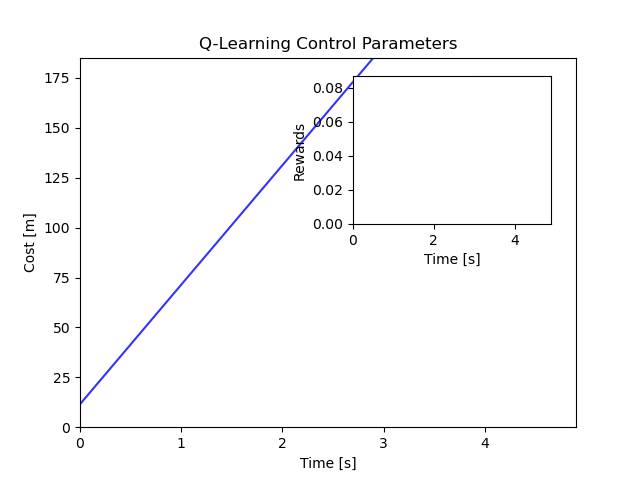 Q-Learning Control Parameters
175
150
125
100
75
50
25
0
Cost [m]
0 1 2 3 4
Time [s]
0.08
0.06
0.04
0.02
0.00
Rewards
0 2 4
Time [s]